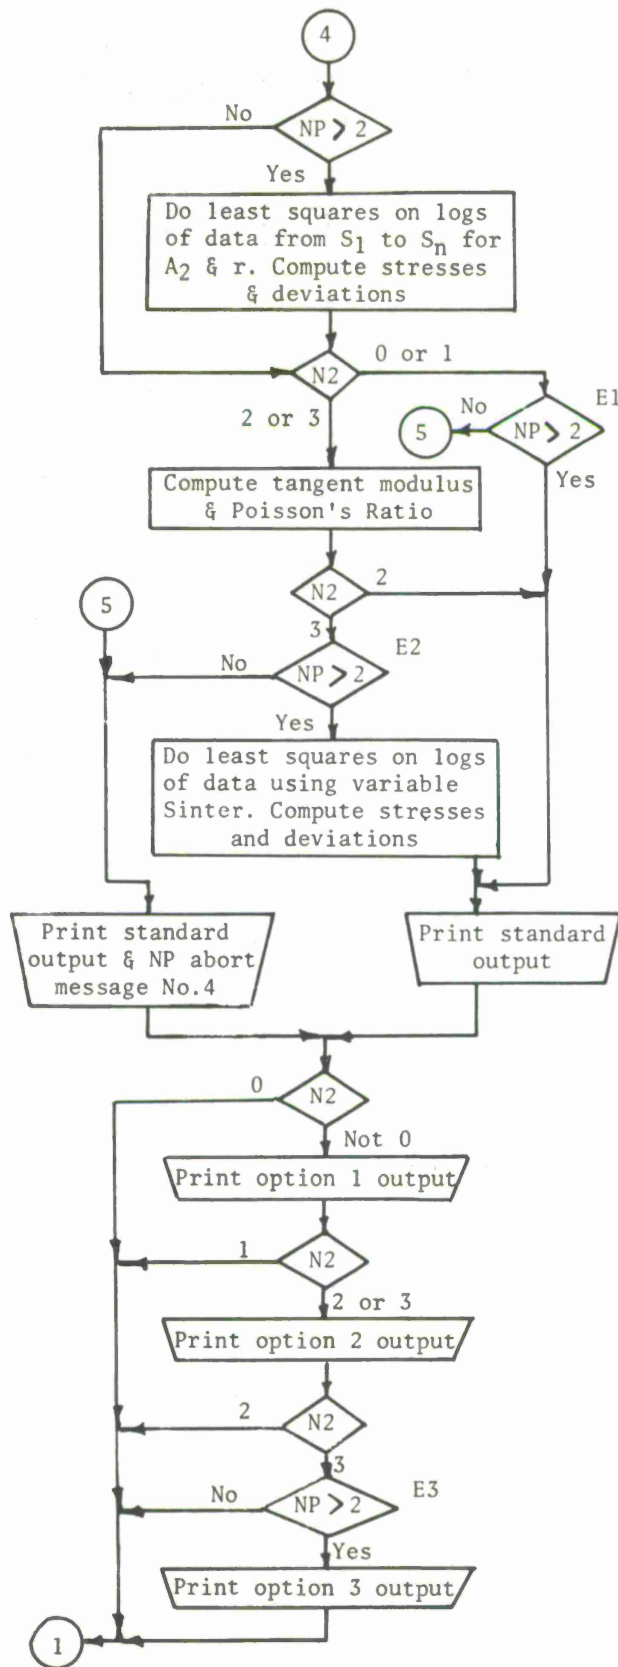 4
No
NP > 2
Yes
Do least squares on logs
of data from S1 to Sn for
A2 & r. Compute stresses
& deviations
0 or 1
N2
E1
No
5
NP > 2
2 or 3
Yes
Compute tangent modulus
& Poisson's Ratio
2
N2
5
3
E2
No
NP > 2
Yes
Do least squares on logs
of data using variable
Sinter. Compute stresses
and deviations
Print standard
output & NP abort
message No.4
Print standard
output
0
N2
Not 0
Print option 1 output
1
N2
2 or 3
Print option 2 output
2
N2
3
E3
No
NP > 2
Yes
Print option 3 output
1